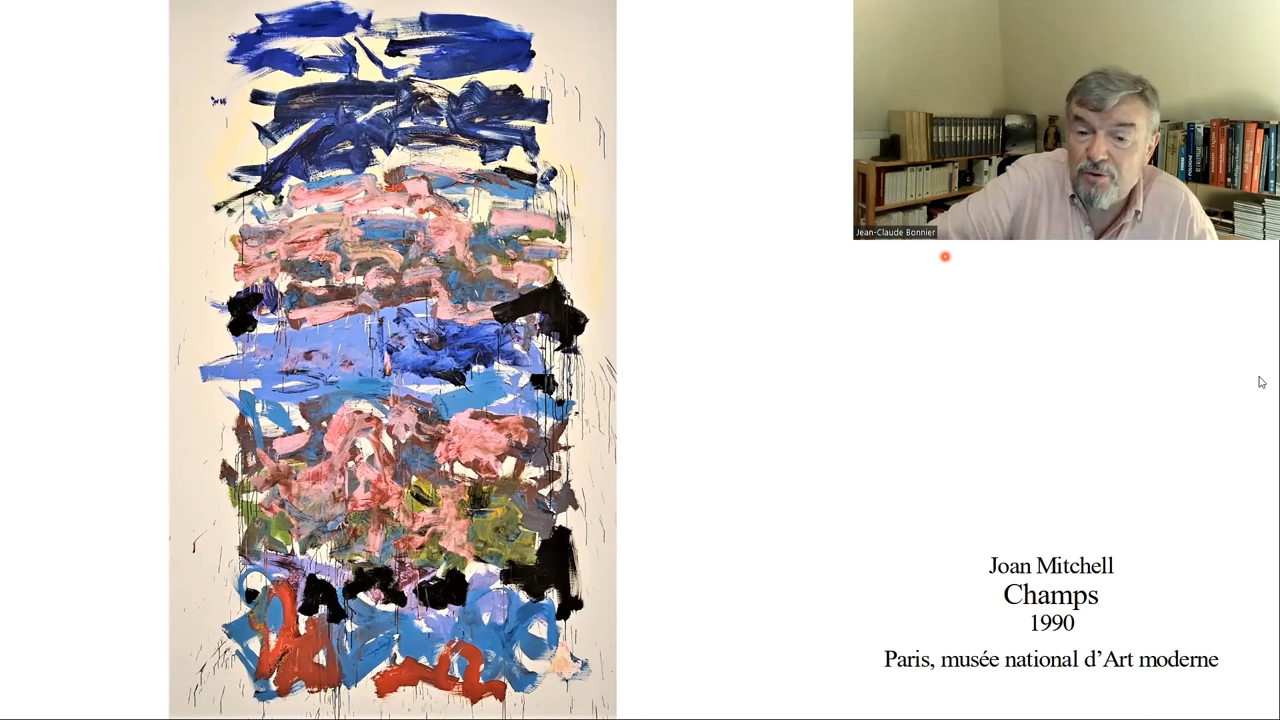 Jean-Claude Bonnier
Joan Mitchell
Champs
1990
Paris, musée national d'Art moderne